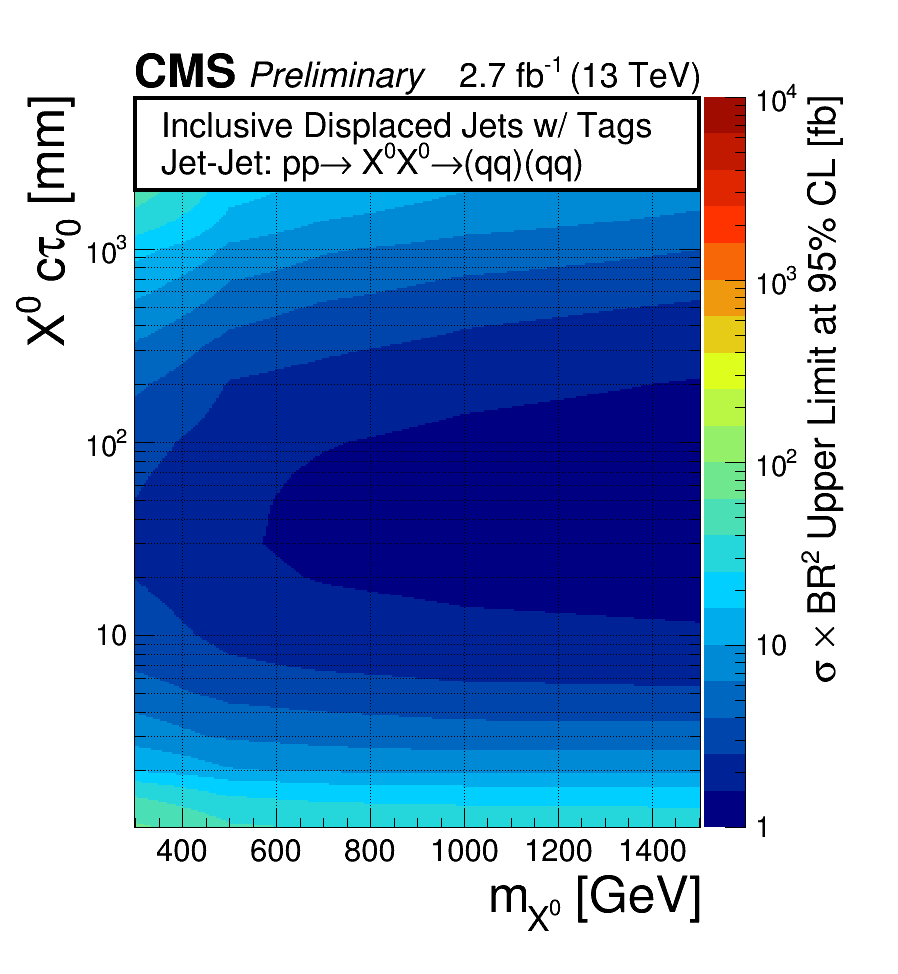 CMS Preliminary 2.7 fb⁻¹ (13 TeV)
Inclusive Displaced Jets w/ Tags
Jet-Jet: pp→ X⁰X⁰→(qq)(qq)
X⁰ cτ₀ [mm]
10³
10²
10
400 600 800 1000 1200 1400
m_X⁰ [GeV]
10⁴
10³
10²
10
1
σ × BR² Upper Limit at 95% CL [fb]